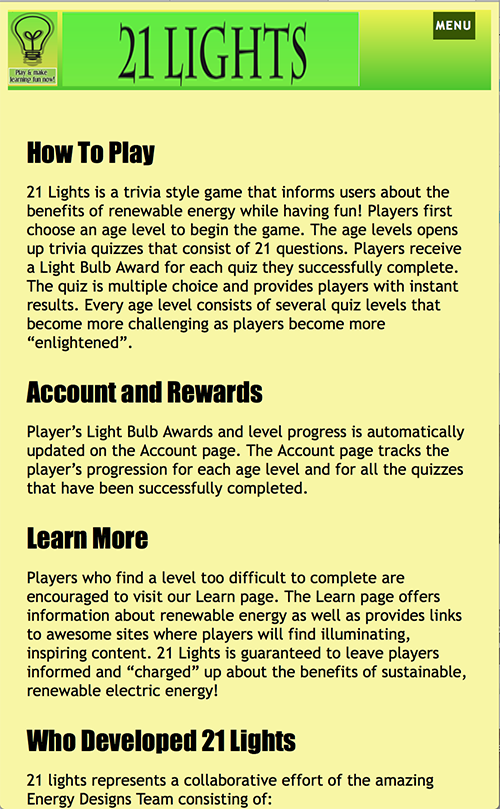 Play & make
learning fun now!
21 LIGHTS
MENU
How To Play
21 Lights is a trivia style game that informs users about the
benefits of renewable energy while having fun! Players first
choose an age level to begin the game. The age levels opens
up trivia quizzes that consist of 21 questions. Players receive
a Light Bulb Award for each quiz they successfully complete.
The quiz is multiple choice and provides players with instant
results. Every age level consists of several quiz levels that
become more challenging as players become more
“enlightened”.
Account and Rewards
Player’s Light Bulb Awards and level progress is automatically
updated on the Account page. The Account page tracks the
player’s progression for each age level and for all the quizzes
that have been successfully completed.
Learn More
Players who find a level too difficult to complete are
encouraged to visit our Learn page. The Learn page offers
information about renewable energy as well as provides links
to awesome sites where players will find illuminating,
inspiring content. 21 Lights is guaranteed to leave players
informed and “charged” up about the benefits of sustainable,
renewable electric energy!
Who Developed 21 Lights
21 lights represents a collaborative effort of the amazing
Energy Designs Team consisting of: